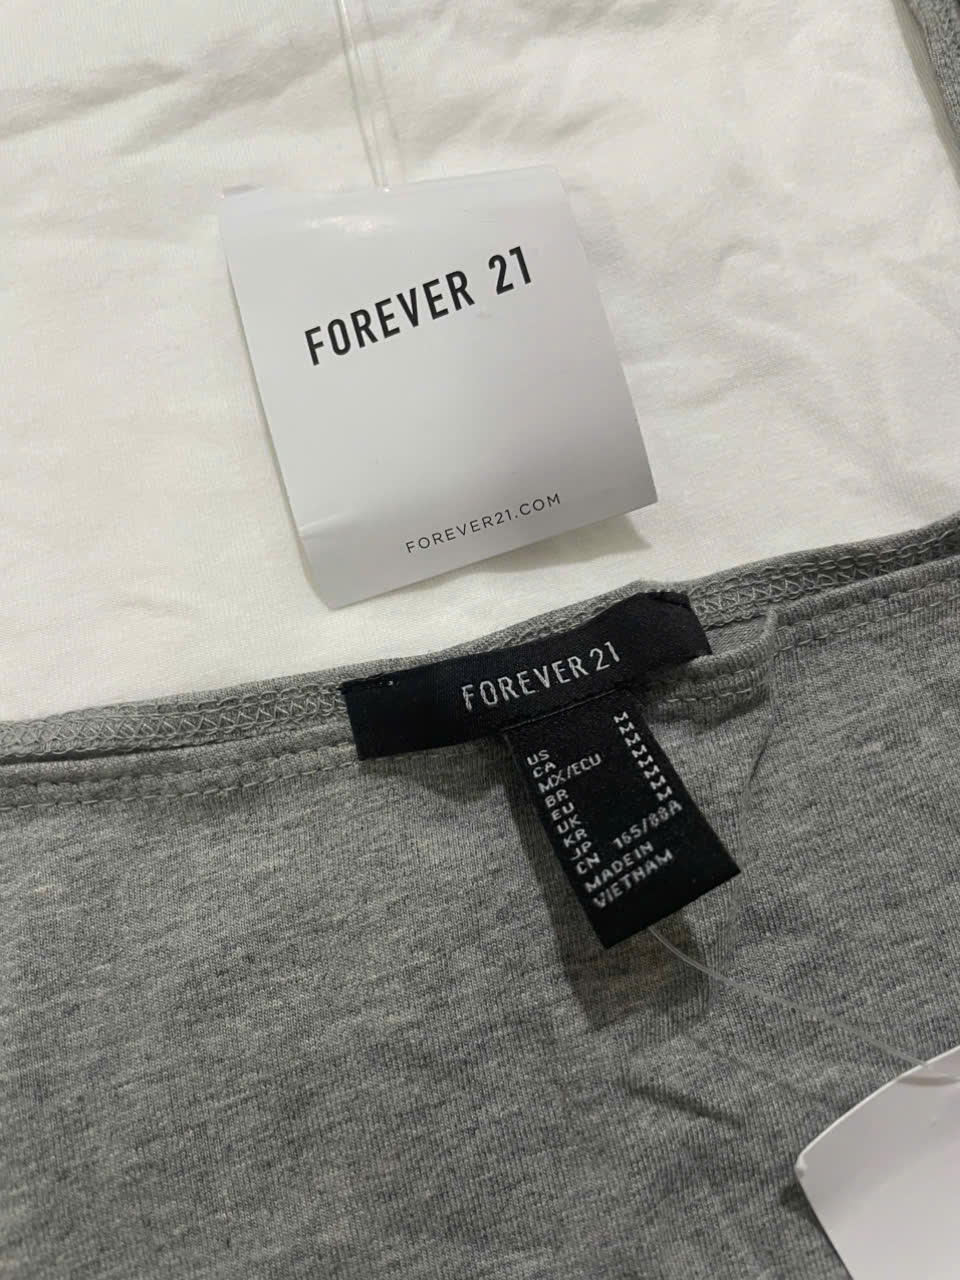 FOREVER 21
FOREVER21.COM
FOREVER 21
US M
CA M
MX/ECU M
BR M
EU M
UK M
KR M
JP M
CN 165/88A
MADE IN
VIETNAM